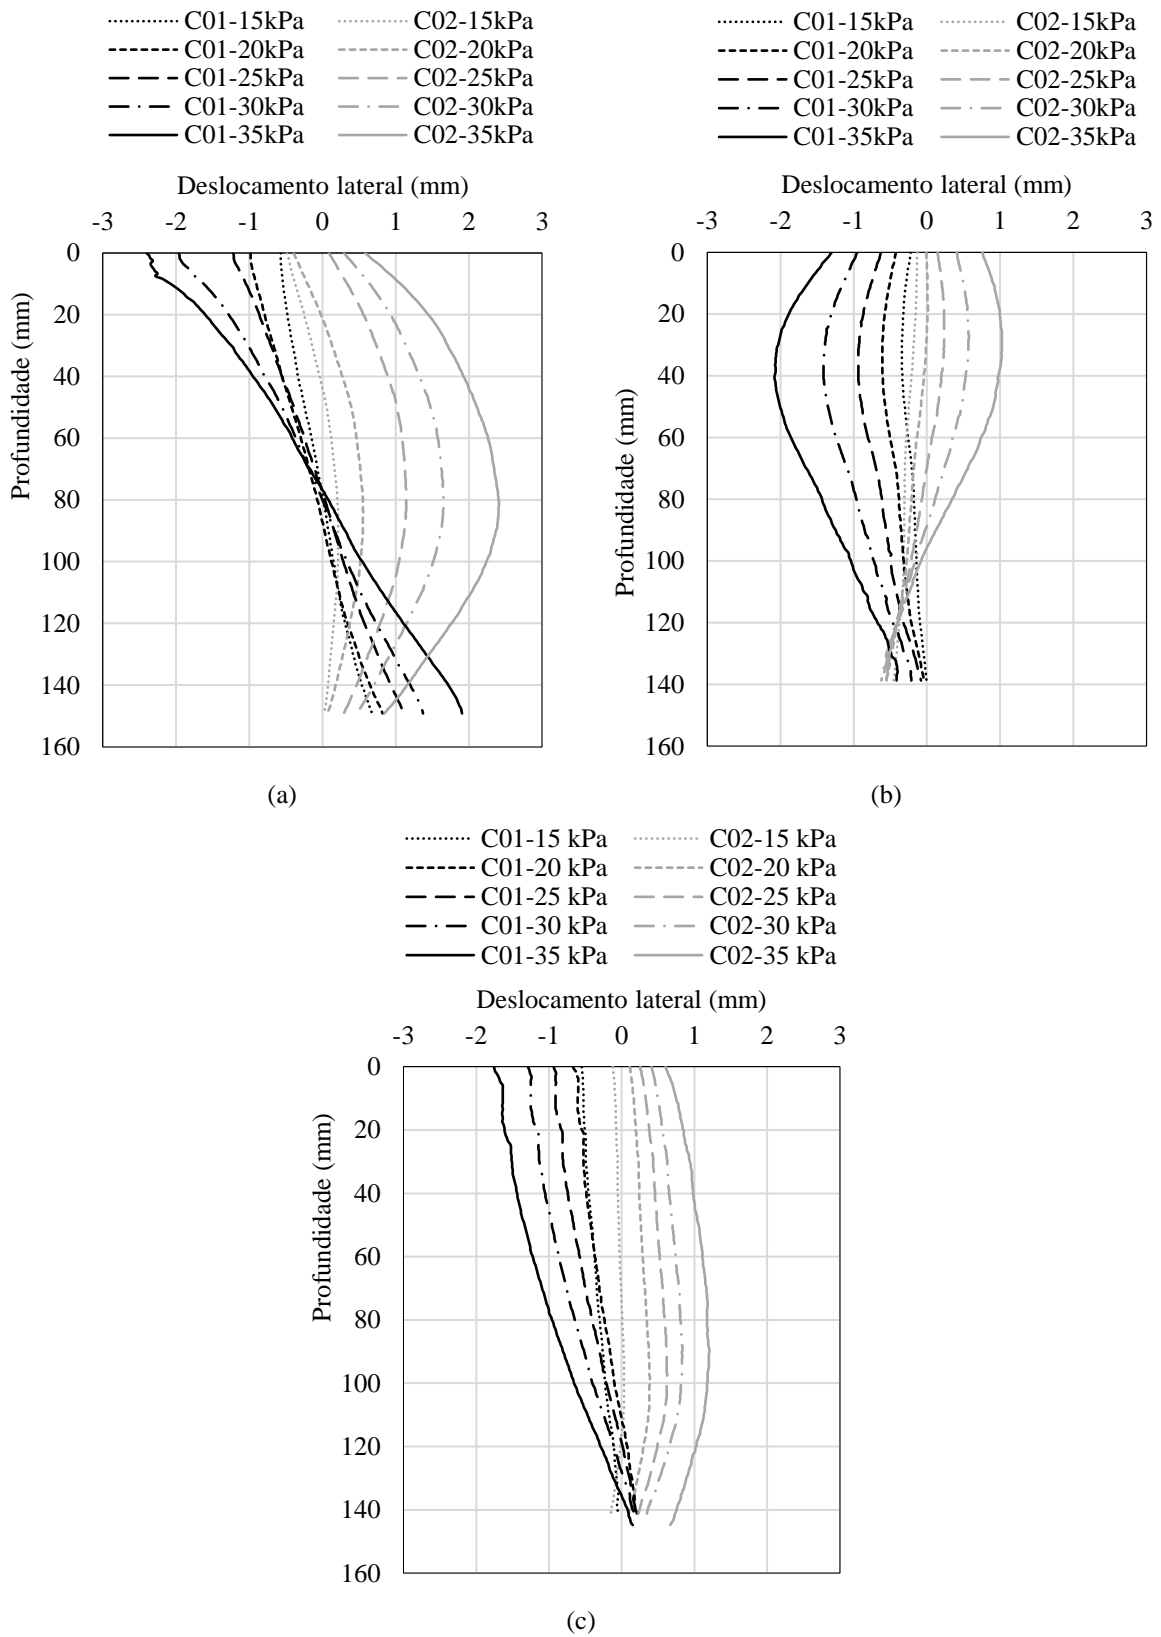 C01-15kPa C02-15kPa
C01-20kPa C02-20kPa
C01-25kPa C02-25kPa
C01-30kPa C02-30kPa
C01-35kPa C02-35kPa
Deslocamento lateral (mm)
-3 -2 -1 0 1 2 3
0
20
40
60
80
100
120
140
160
Profundidade (mm)
(a)
C01-15kPa C02-15kPa
C01-20kPa C02-20kPa
C01-25kPa C02-25kPa
C01-30kPa C02-30kPa
C01-35kPa C02-35kPa
Deslocamento lateral (mm)
-3 -2 -1 0 1 2 3
0
20
40
60
80
100
120
140
160
Profundidade (mm)
(b)
C01-15 kPa C02-15 kPa
C01-20 kPa C02-20 kPa
C01-25 kPa C02-25 kPa
C01-30 kPa C02-30 kPa
C01-35 kPa C02-35 kPa
Deslocamento lateral (mm)
-3 -2 -1 0 1 2 3
0
20
40
60
80
100
120
140
160
Profundidade (mm)
(c)